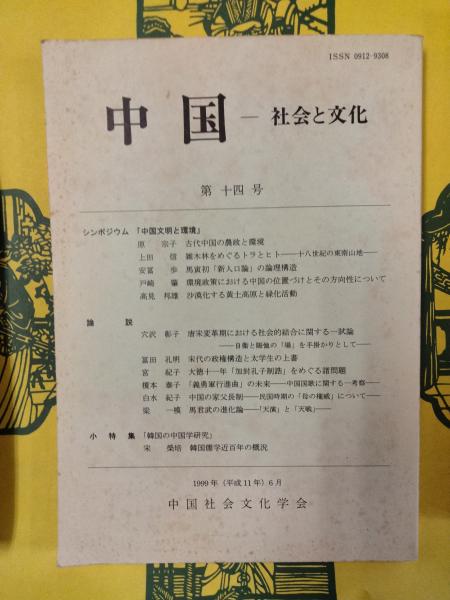 ISSN 0912-9308
中国 ― 社会と文化
第十四号
シンポジウム「中国文明と環境」
原 宗子 古代中国の農政と環境
上田 信 雑木林をめぐるトラとヒト――十八世紀の東南山地――
安冨 歩 馬寅初「新人口論」の論理構造
戸崎 肇 環境政策における中国の位置づけとその方向性について
高見 邦雄 沙漠化する黄土高原と緑化活動
論説
穴沢 彰子 唐宋変革期における社会的結合に関する一試論
――自衛と賑恤の「場」を手掛かりとして――
冨田 孔明 宋代の政権構造と太学生の上書
宮 紀子 大徳十一年「加封孔子制誥」をめぐる諸問題
榎本 泰子 「義勇軍行進曲」の未来――中国国歌に関する一考察――
白水 紀子 中国の家父長制――民国時期の「母の権威」について――
梁 一模 馬君武の進化論――「天演」と「天戦」――
小特集「韓国の中国学研究」
宋 榮培 韓国儒学近百年の概況
1999年(平成11年)6月
中国社会文化学会